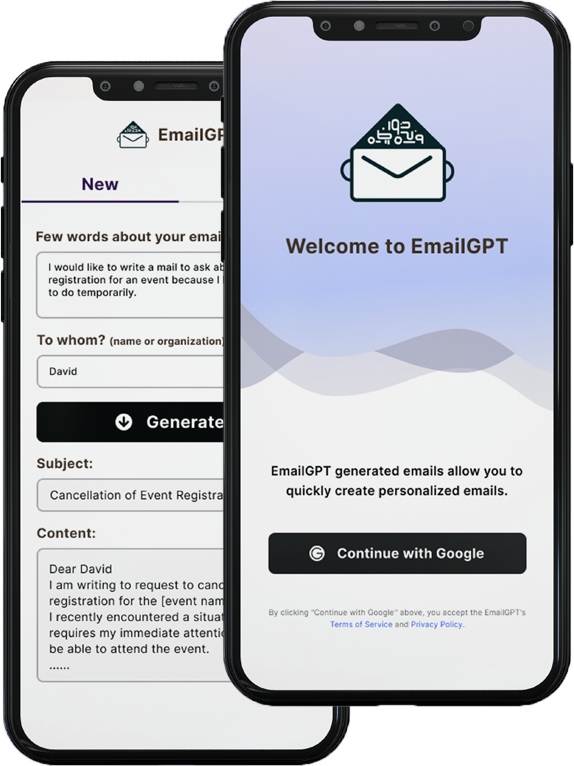 EmailGP
New
Few words about your emai
I would like to write a mail to ask ab
registration for an event because I
to do temporarily.
To whom? (name or organization)
David
Generate
Subject:
Cancellation of Event Registra
Content:
Dear David
I am writing to request to canc
registration for the [event nam
I recently encountered a situat
requires my immediate attentic
be able to attend the event.
......
Welcome to EmailGPT
EmailGPT generated emails allow you to
quickly create personalized emails.
Continue with Google
By clicking "Continue with Google" above, you accept the EmailGPT's
Terms of Service and Privacy Policy.